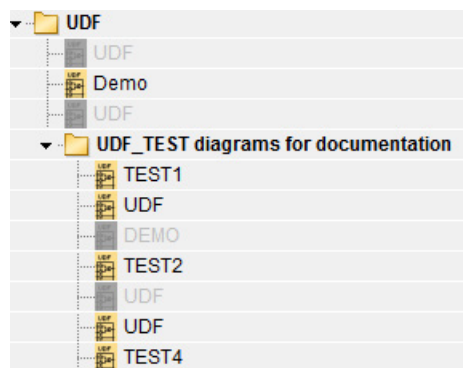 UDF
UDF
Demo
UDF
UDF_TEST diagrams for documentation
TEST1
UDF
DEMO
TEST2
UDF
UDF
TEST4